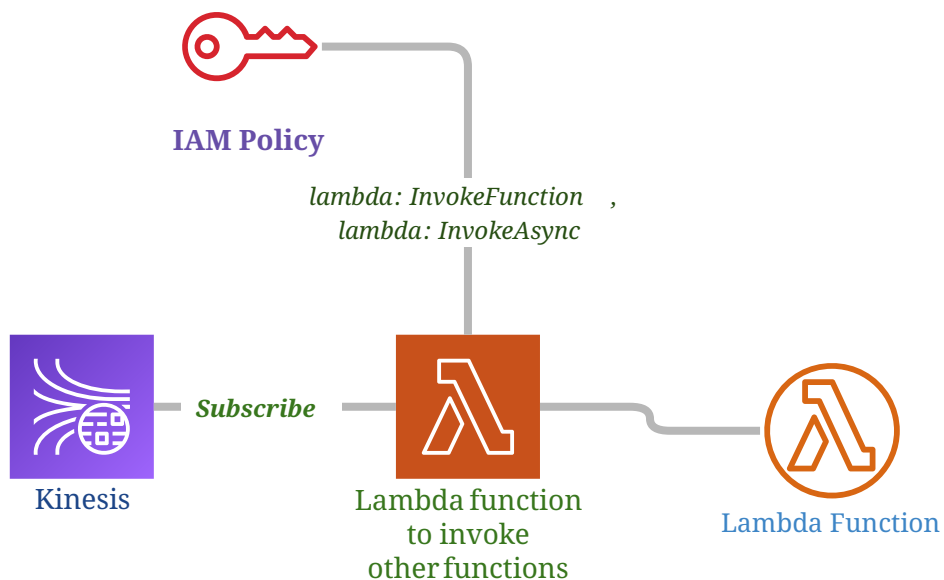 IAM Policy
lambda: InvokeFunction ,
lambda: InvokeAsync
Subscribe
Kinesis
Lambda function
to invoke
other functions
Lambda Function